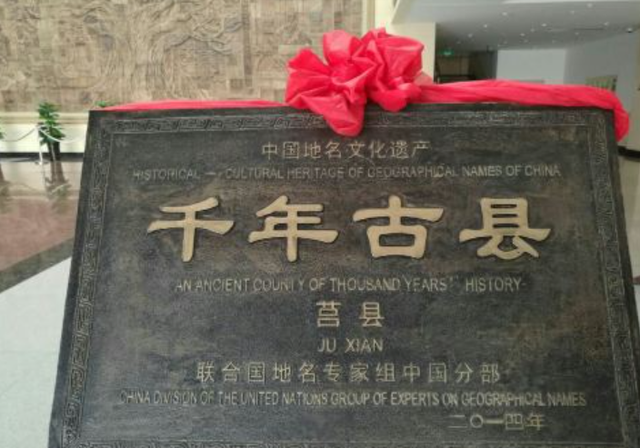 中国地名文化遗产
HISTORICAL — CULTURAL HERITAGE OF GEOGRAPHICAL NAMES OF CHINA
千年古县
AN ANCIENT COUNTY OF THOUSAND YEARS' HISTORY
莒县
JU XIAN
联合国地名专家组中国分部
CHINA DIVISION OF THE UNITED NATIONS GROUP OF EXPERTS ON GEOGRAPHICAL NAMES
二〇一四年